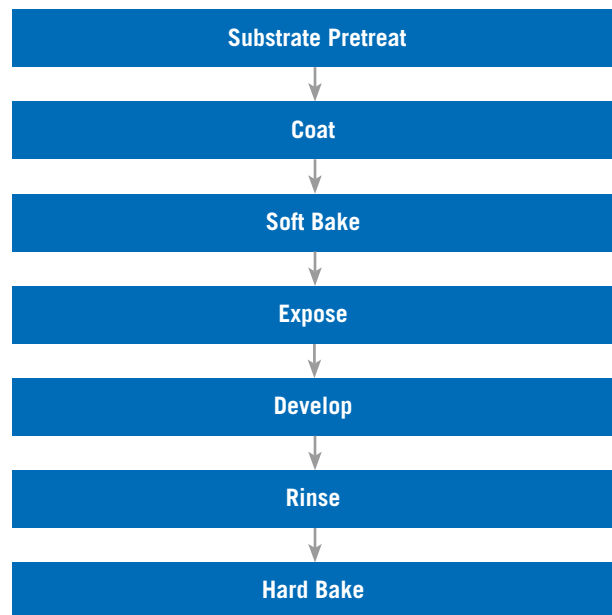 Substrate Pretreat
Coat
Soft Bake
Expose
Develop
Rinse
Hard Bake